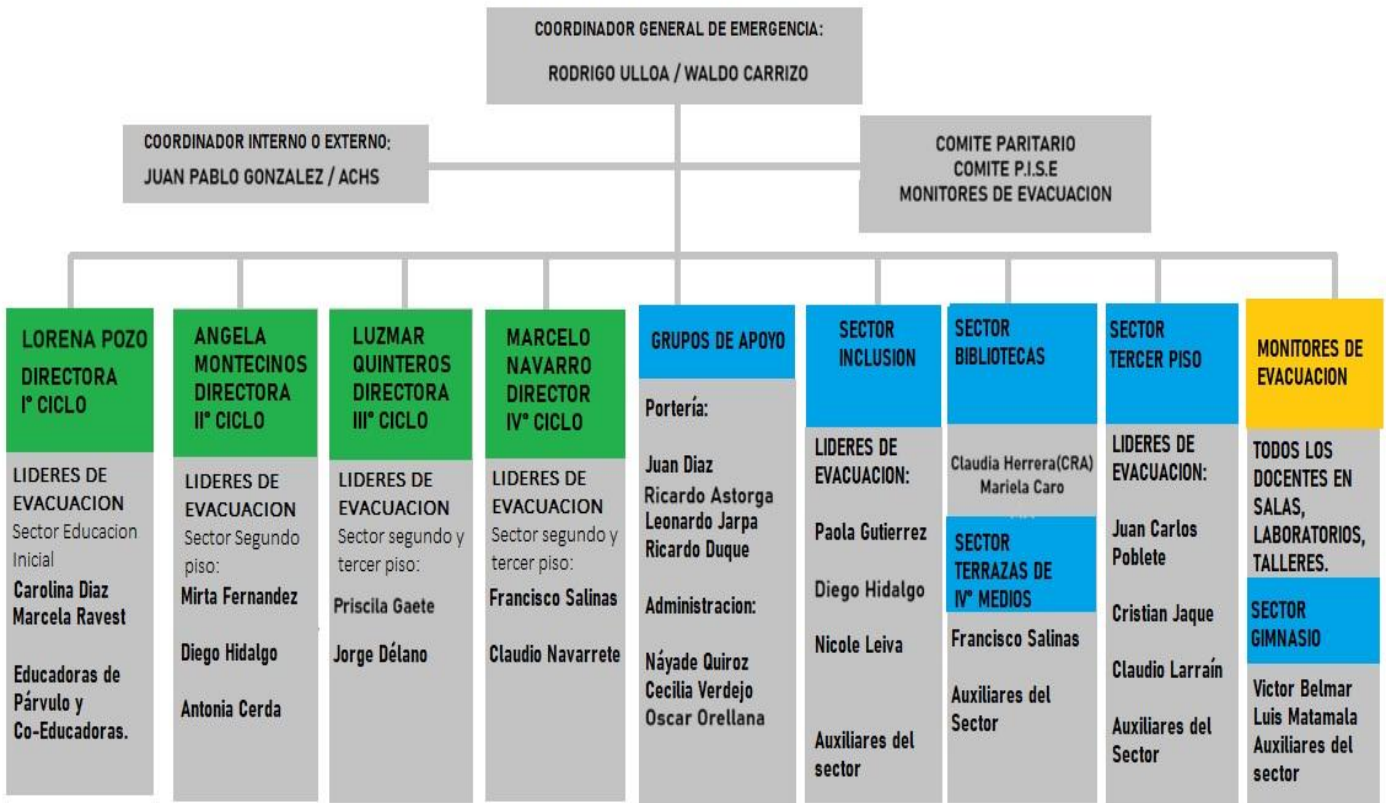 COORDINADOR GENERAL DE EMERGENCIA:
RODRIGO ULLOA / WALDO CARRIZO
COORDINADOR INTERNO O EXTERNO:
JUAN PABLO GONZALEZ / ACHS
COMITE PARITARIO
COMITE P.I.S.E
MONITORES DE EVACUACION
LORENA POZO
DIRECTORA
I° CICLO
LIDERES DE
EVACUACION
Sector Educacion
Inicial
Carolina Diaz
Marcela Ravest
Educadoras de
Párvulo y
Co-Educadoras.
ANGELA
MONTECINOS
DIRECTORA
II° CICLO
LIDERES DE
EVACUACION
Sector Segundo
piso:
Mirta Fernandez
Diego Hidalgo
Antonia Cerda
LUZMAR
QUINTEROS
DIRECTORA
III° CICLO
LIDERES DE
EVACUACION
Sector segundo y
tercer piso:
Priscila Gaete
Jorge Délano
MARCELO
NAVARRO
DIRECTOR
IV° CICLO
LIDERES DE
EVACUACION
Sector segundo y
tercer piso:
Francisco Salinas
Claudio Navarrete
GRUPOS DE APOYO
Portería:
Juan Diaz
Ricardo Astorga
Leonardo Jarpa
Ricardo Duque
Administracion:
Náyade Quiroz
Cecilia Verdejo
Oscar Orellana
SECTOR
INCLUSION
LIDERES DE
EVACUACION:
Paola Gutierrez
Diego Hidalgo
Nicole Leiva
Auxiliares del
sector
SECTOR
BIBLIOTECAS
Claudia Herrera(CRA)
Mariela Caro
SECTOR
TERRAZAS DE
IV° MEDIOS
Francisco Salinas
Auxiliares del
Sector
SECTOR
TERCER PISO
LIDERES DE
EVACUACION:
Juan Carlos
Poblete
Cristian Jaque
Claudio Larraín
Auxiliares del
Sector
MONITORES DE
EVACUACION
TODOS LOS
DOCENTES EN
SALAS,
LABORATORIOS,
TALLERES.
SECTOR
GIMNASIO
Victor Belmar
Luis Matamala
Auxiliares del
sector